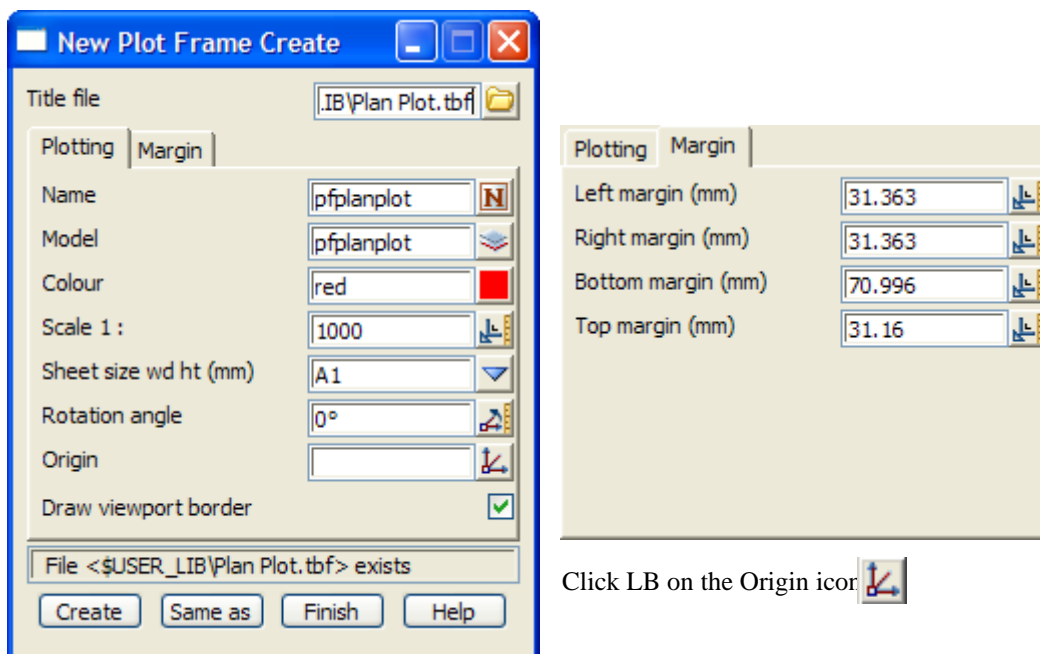 New Plot Frame Create
Title file .IB\Plan Plot.tbf
Plotting Margin
Name pfplanplot N
Model pfplanplot
Colour red
Scale 1 : 1000
Sheet size wd ht (mm) A1
Rotation angle 0°
Origin
Draw viewport border
File <$USER_LIB\Plan Plot.tbf> exists
Create Same as Finish Help
Plotting Margin
Left margin (mm) 31.363
Right margin (mm) 31.363
Bottom margin (mm) 70.996
Top margin (mm) 31.16
Click LB on the Origin icon